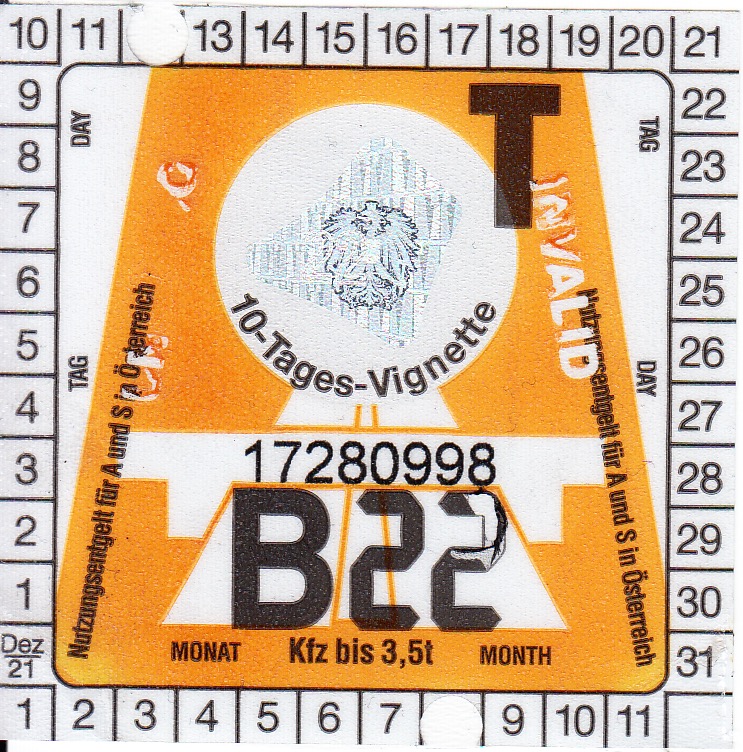 10 11 13 14 15 16 17 18 19 20 21
9 22
8 23
7 24
6 25
5 26
4 27
3 28
2 29
1 30
Dez 21 31
1 2 3 4 5 6 7 9 10 11
DAY
TAG
T
INVALID
10-Tages-Vignette
TAG
DAY
Nutzungsentgelt für A und S in Österreich
Nutzungsentgelt für A und S in Österreich
17280998
B22
MONAT Kfz bis 3,5t MONTH